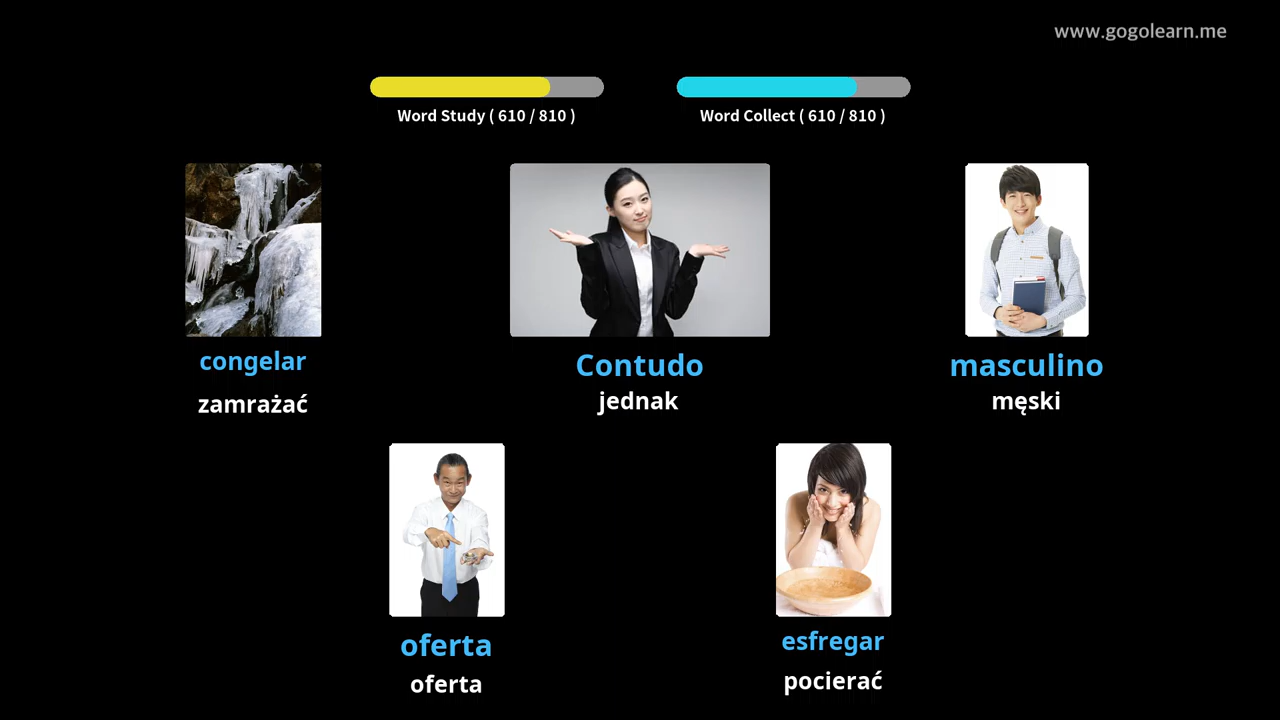 www.gogolearn.me
Word Study ( 610 / 810 )
Word Collect ( 610 / 810 )
congelar
zamrażać
Contudo
jednak
masculino
męski
oferta
oferta
esfregar
pocierać